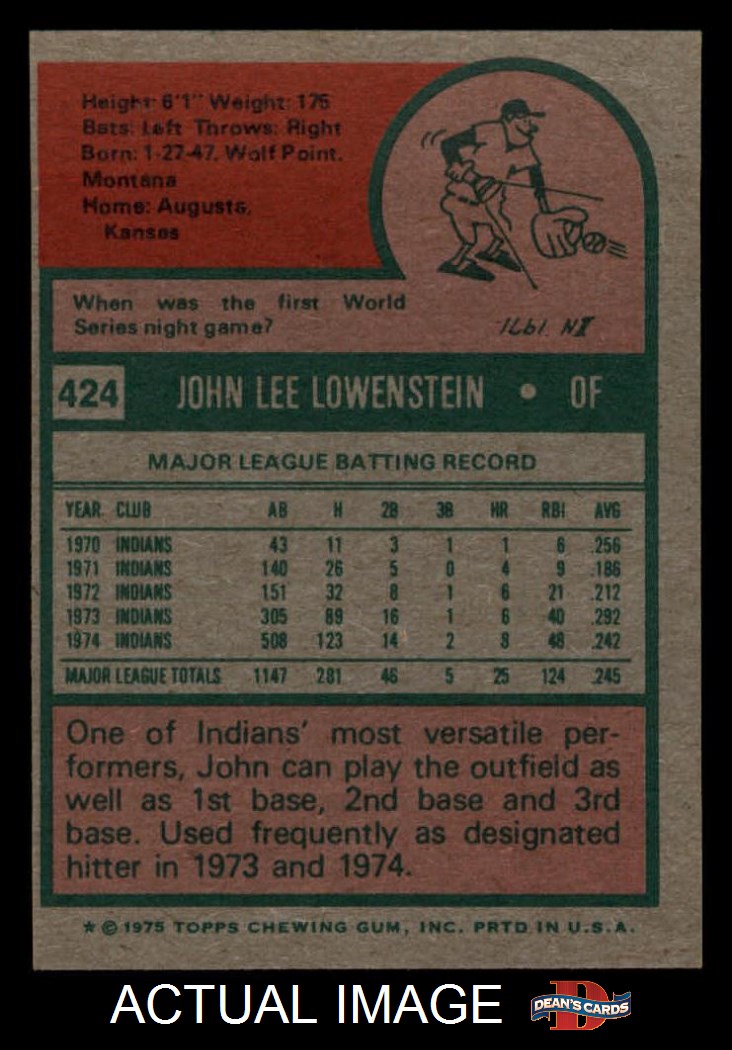 Height: 6'1" Weight: 175
Bats: Left Throws: Right
Born: 1-27-47, Wolf Point,
Montana
Home: Augusta,
Kansas
When was the first World
Series night game?
IN 1971.
424 JOHN LEE LOWENSTEIN • OF
MAJOR LEAGUE BATTING RECORD
YEAR CLUB AB H 2B 3B HR RBI AVG
1970 INDIANS 43 11 3 1 1 6 .256
1971 INDIANS 140 26 5 0 4 9 .186
1972 INDIANS 151 32 8 1 6 21 .212
1973 INDIANS 305 89 16 1 6 40 .292
1974 INDIANS 508 123 14 2 8 48 .242
MAJOR LEAGUE TOTALS 1147 281 46 5 25 124 .245
One of Indians' most versatile per-
formers, John can play the outfield as
well as 1st base, 2nd base and 3rd
base. Used frequently as designated
hitter in 1973 and 1974.
* © 1975 TOPPS CHEWING GUM, INC. PRTD IN U.S.A.
ACTUAL IMAGE
D
DEAN'S CARDS